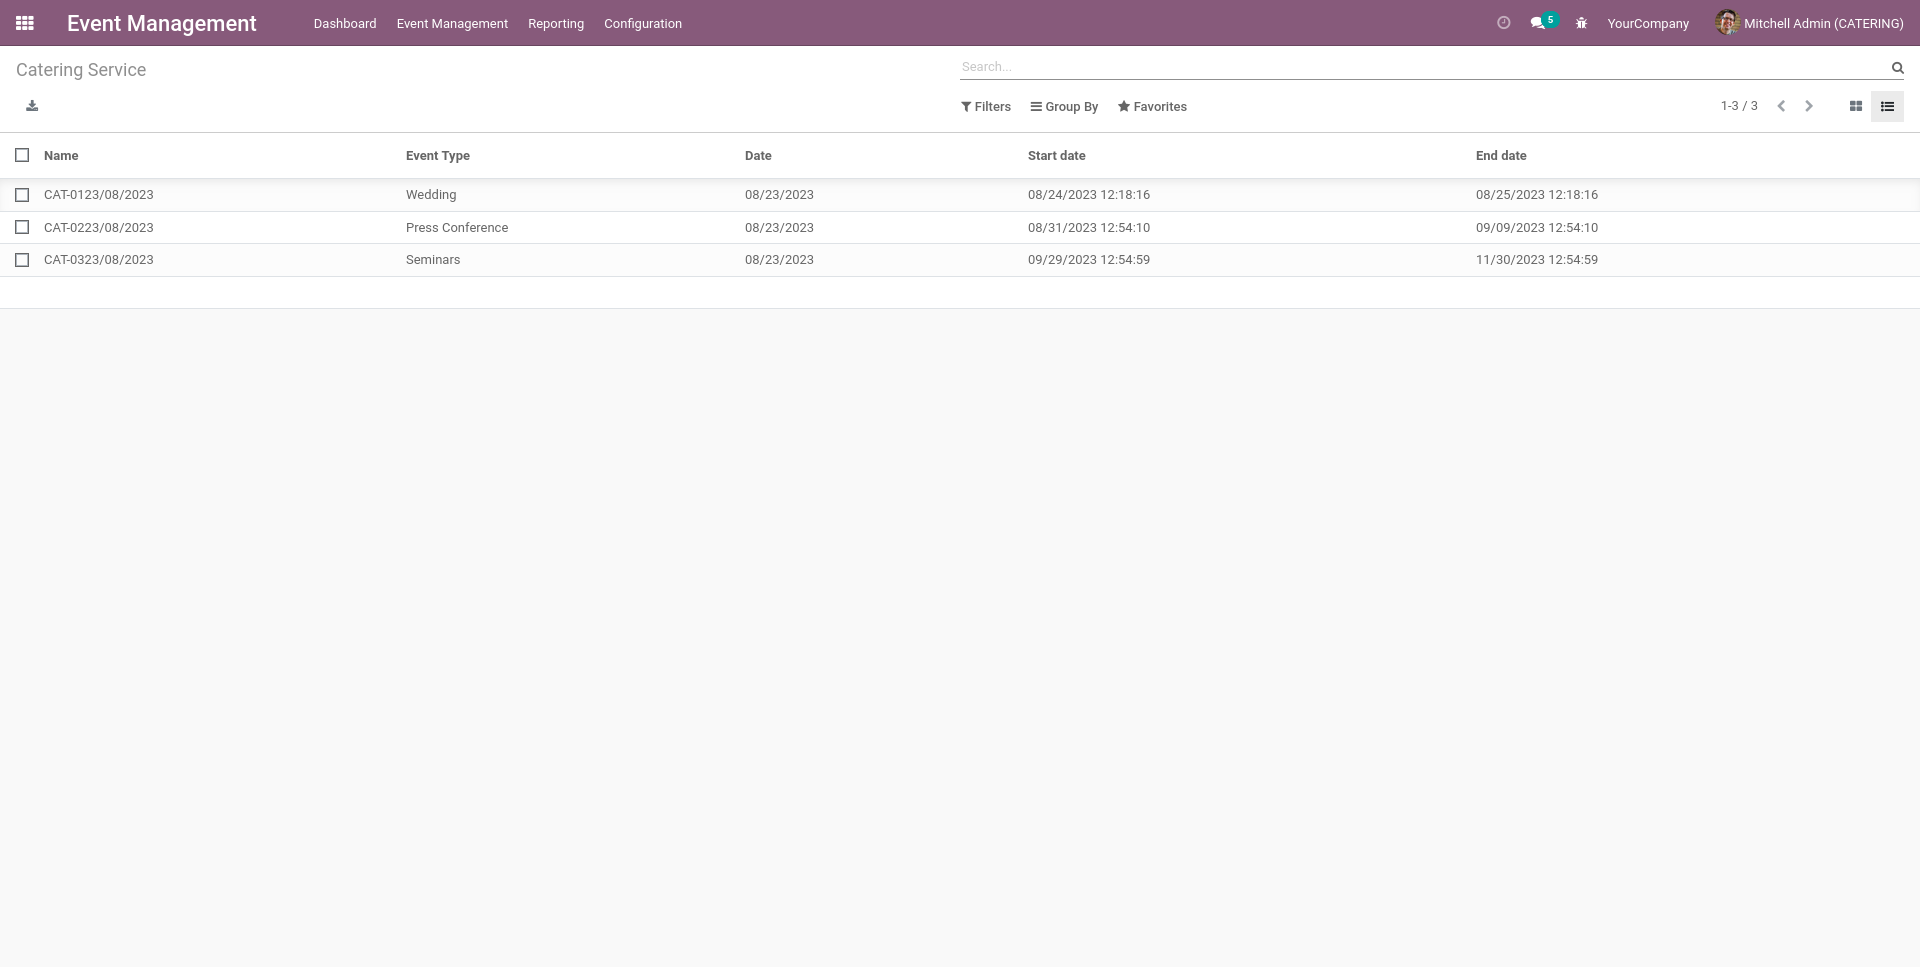 Event Management Dashboard Event Management Reporting Configuration 5 YourCompany Mitchell Admin (CATERING)
Catering Service Search...
Filters Group By Favorites 1-3 / 3
Name Event Type Date Start date End date
CAT-0123/08/2023 Wedding 08/23/2023 08/24/2023 12:18:16 08/25/2023 12:18:16
CAT-0223/08/2023 Press Conference 08/23/2023 08/31/2023 12:54:10 09/09/2023 12:54:10
CAT-0323/08/2023 Seminars 08/23/2023 09/29/2023 12:54:59 11/30/2023 12:54:59